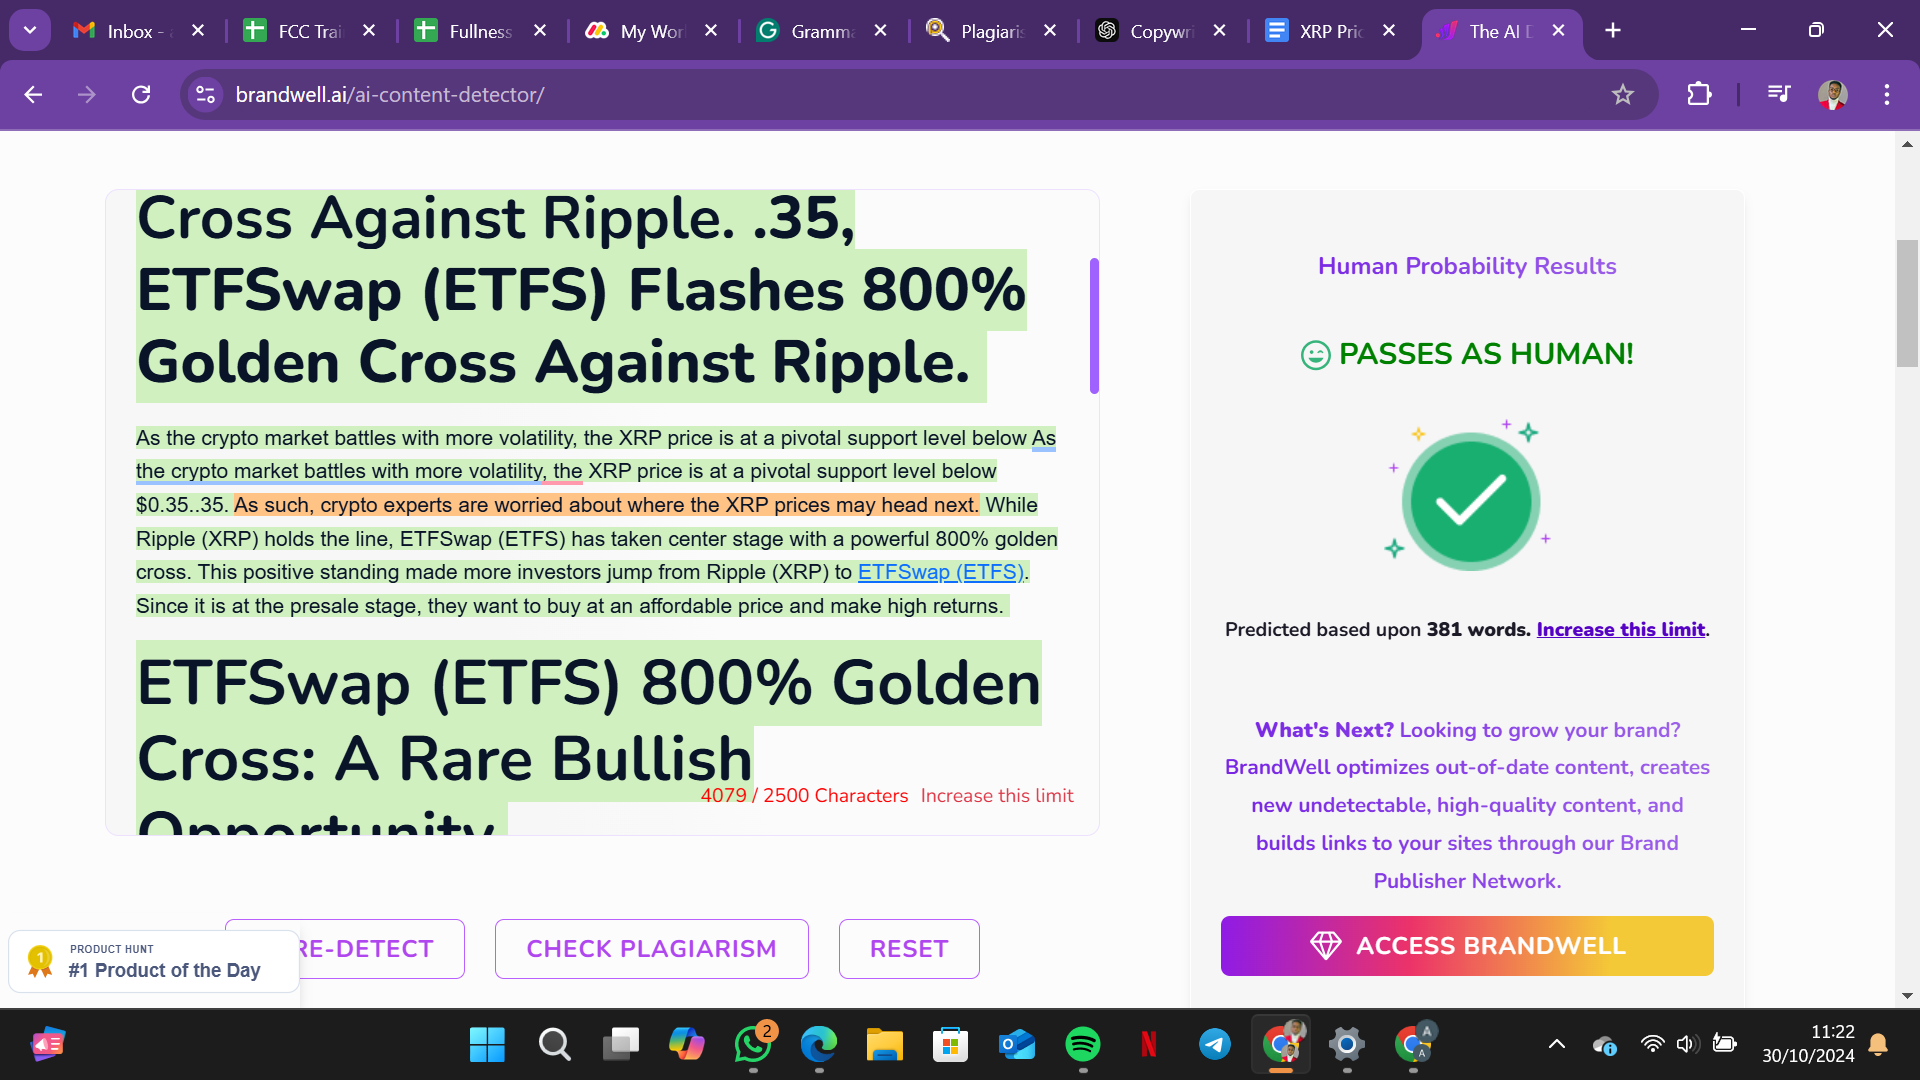 Inbox -
FCC Trai
Fullness
My Wor
Gramma
Plagiaris
Copywri
XRP Pric
The AI D
brandwell.ai/ai-content-detector/
Cross Against Ripple. .35,
ETFSwap (ETFS) Flashes 800%
Golden Cross Against Ripple.
As the crypto market battles with more volatility, the XRP price is at a pivotal support level below As
the crypto market battles with more volatility, the XRP price is at a pivotal support level below
$0.35..35. As such, crypto experts are worried about where the XRP prices may head next. While
Ripple (XRP) holds the line, ETFSwap (ETFS) has taken center stage with a powerful 800% golden
cross. This positive standing made more investors jump from Ripple (XRP) to ETFSwap (ETFS).
Since it is at the presale stage, they want to buy at an affordable price and make high returns.
ETFSwap (ETFS) 800% Golden
Cross: A Rare Bullish
Opportunity
4079 / 2500 Characters Increase this limit
RE-DETECT
CHECK PLAGIARISM
RESET
1
PRODUCT HUNT
#1 Product of the Day
Human Probability Results
PASSES AS HUMAN!
Predicted based upon 381 words. Increase this limit.
What's Next? Looking to grow your brand?
BrandWell optimizes out-of-date content, creates
new undetectable, high-quality content, and
builds links to your sites through our Brand
Publisher Network.
ACCESS BRANDWELL
2
N
A
A
11:22
30/10/2024